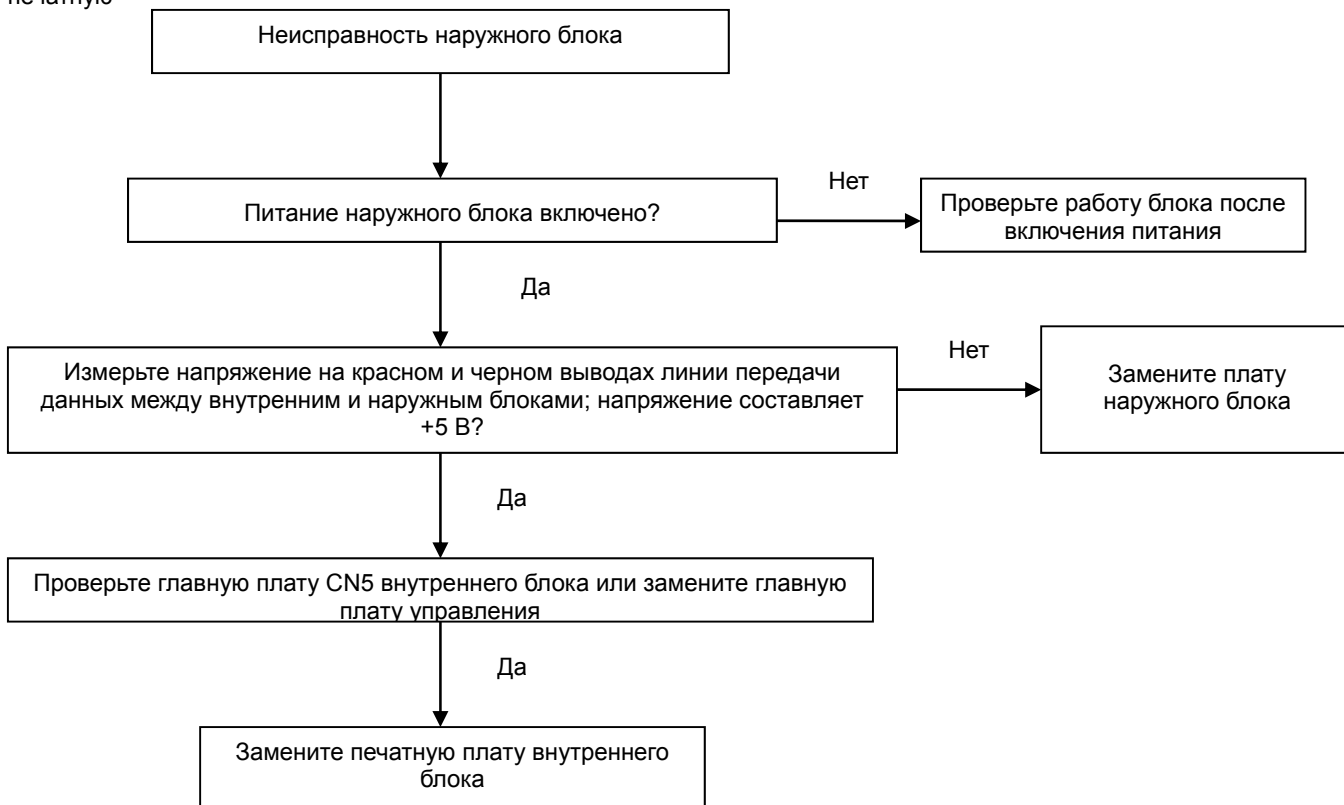 печатную
Неисправность наружного блока
Питание наружного блока включено?
Нет
Проверьте работу блока после
включения питания
Да
Измерьте напряжение на красном и черном выводах линии передачи
данных между внутренним и наружным блоками; напряжение составляет
+5 В?
Нет
Замените плату
наружного блока
Да
Проверьте главную плату CN5 внутреннего блока или замените главную
плату управления
Да
Замените печатную плату внутреннего
блока